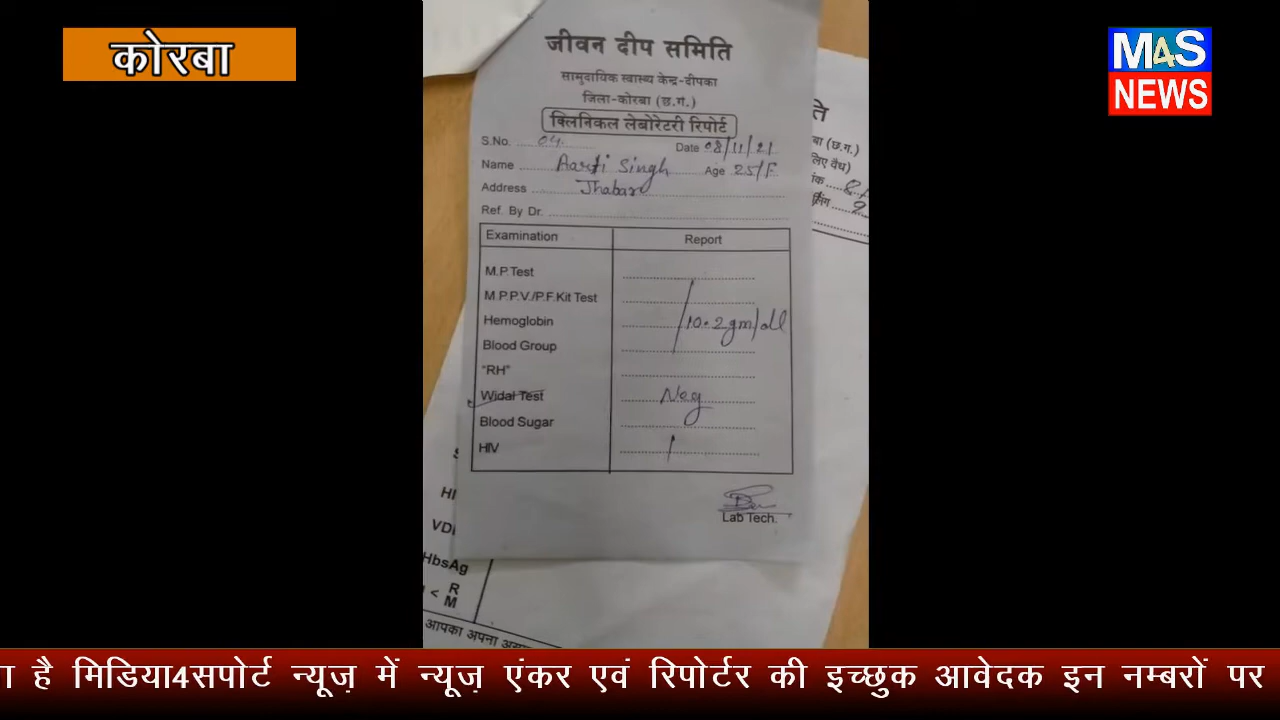 कोरबा
M4S
NEWS
जीवन दीप समिति
सामुदायिक स्वास्थ्य केन्द्र-दीपका
जिला-कोरबा (छ.ग.)
क्लिनिकल लेबोरेटरी रिपोर्ट
S.No. 04. Date 08/11/21
Name Aarti Singh Age 25/F
Address Jhabar
Ref. By Dr.
Examination Report
M.P.Test
M.P.P.V./P.F.Kit Test
Hemoglobin 10.2gm/dl
Blood Group
"RH"
Widal Test Neg
Blood Sugar
HIV
Lab Tech.
ते
बा (छ.ग.)
लिए वैध)
VD
HbsAg
< R
M
आपका अपना
ा है मिडिया4सपोर्ट न्यूज़ में न्यूज़ एंकर एवं रिपोर्टर की इच्छुक आवेदक इन नम्बरों पर